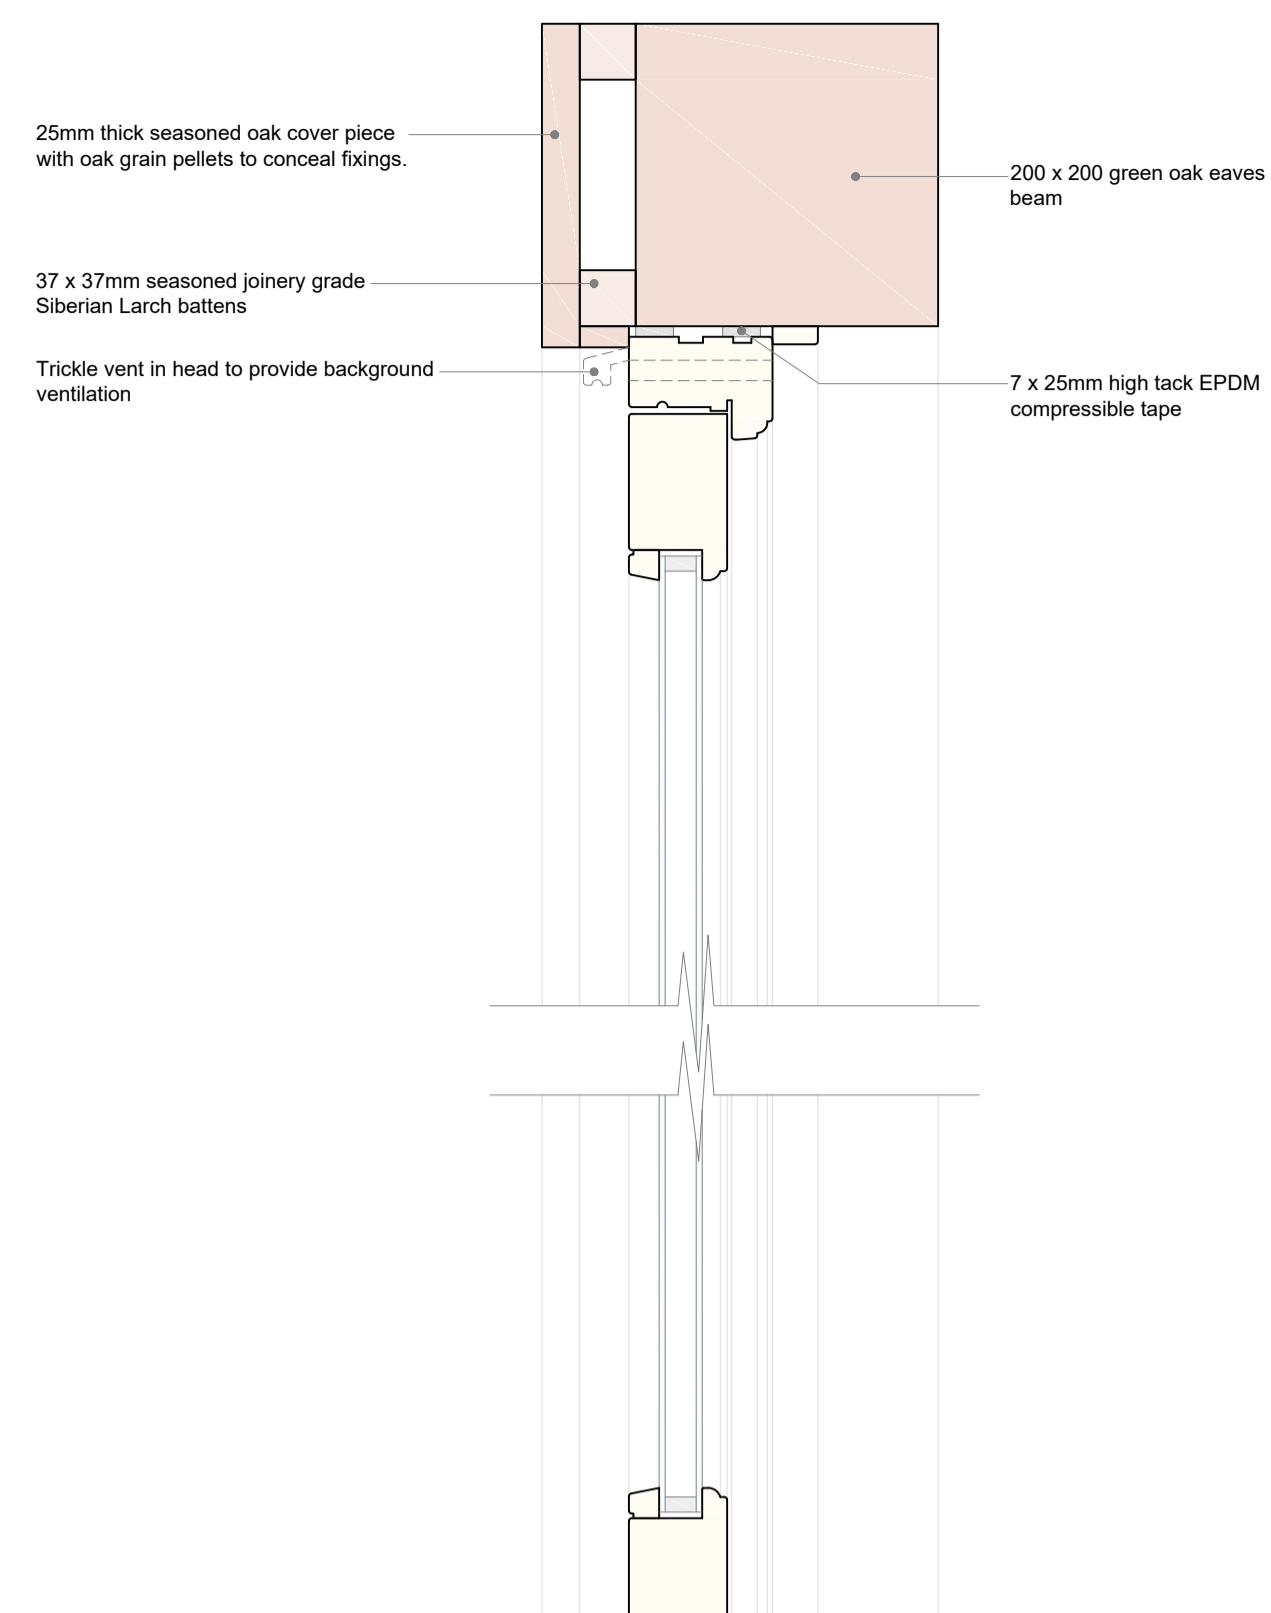 25mm thick seasoned oak cover piece
with oak grain pellets to conceal fixings.
200 x 200 green oak eaves
beam
37 x 37mm seasoned joinery grade
Siberian Larch battens
Trickle vent in head to provide background
ventilation
7 x 25mm high tack EPDM
compressible tape